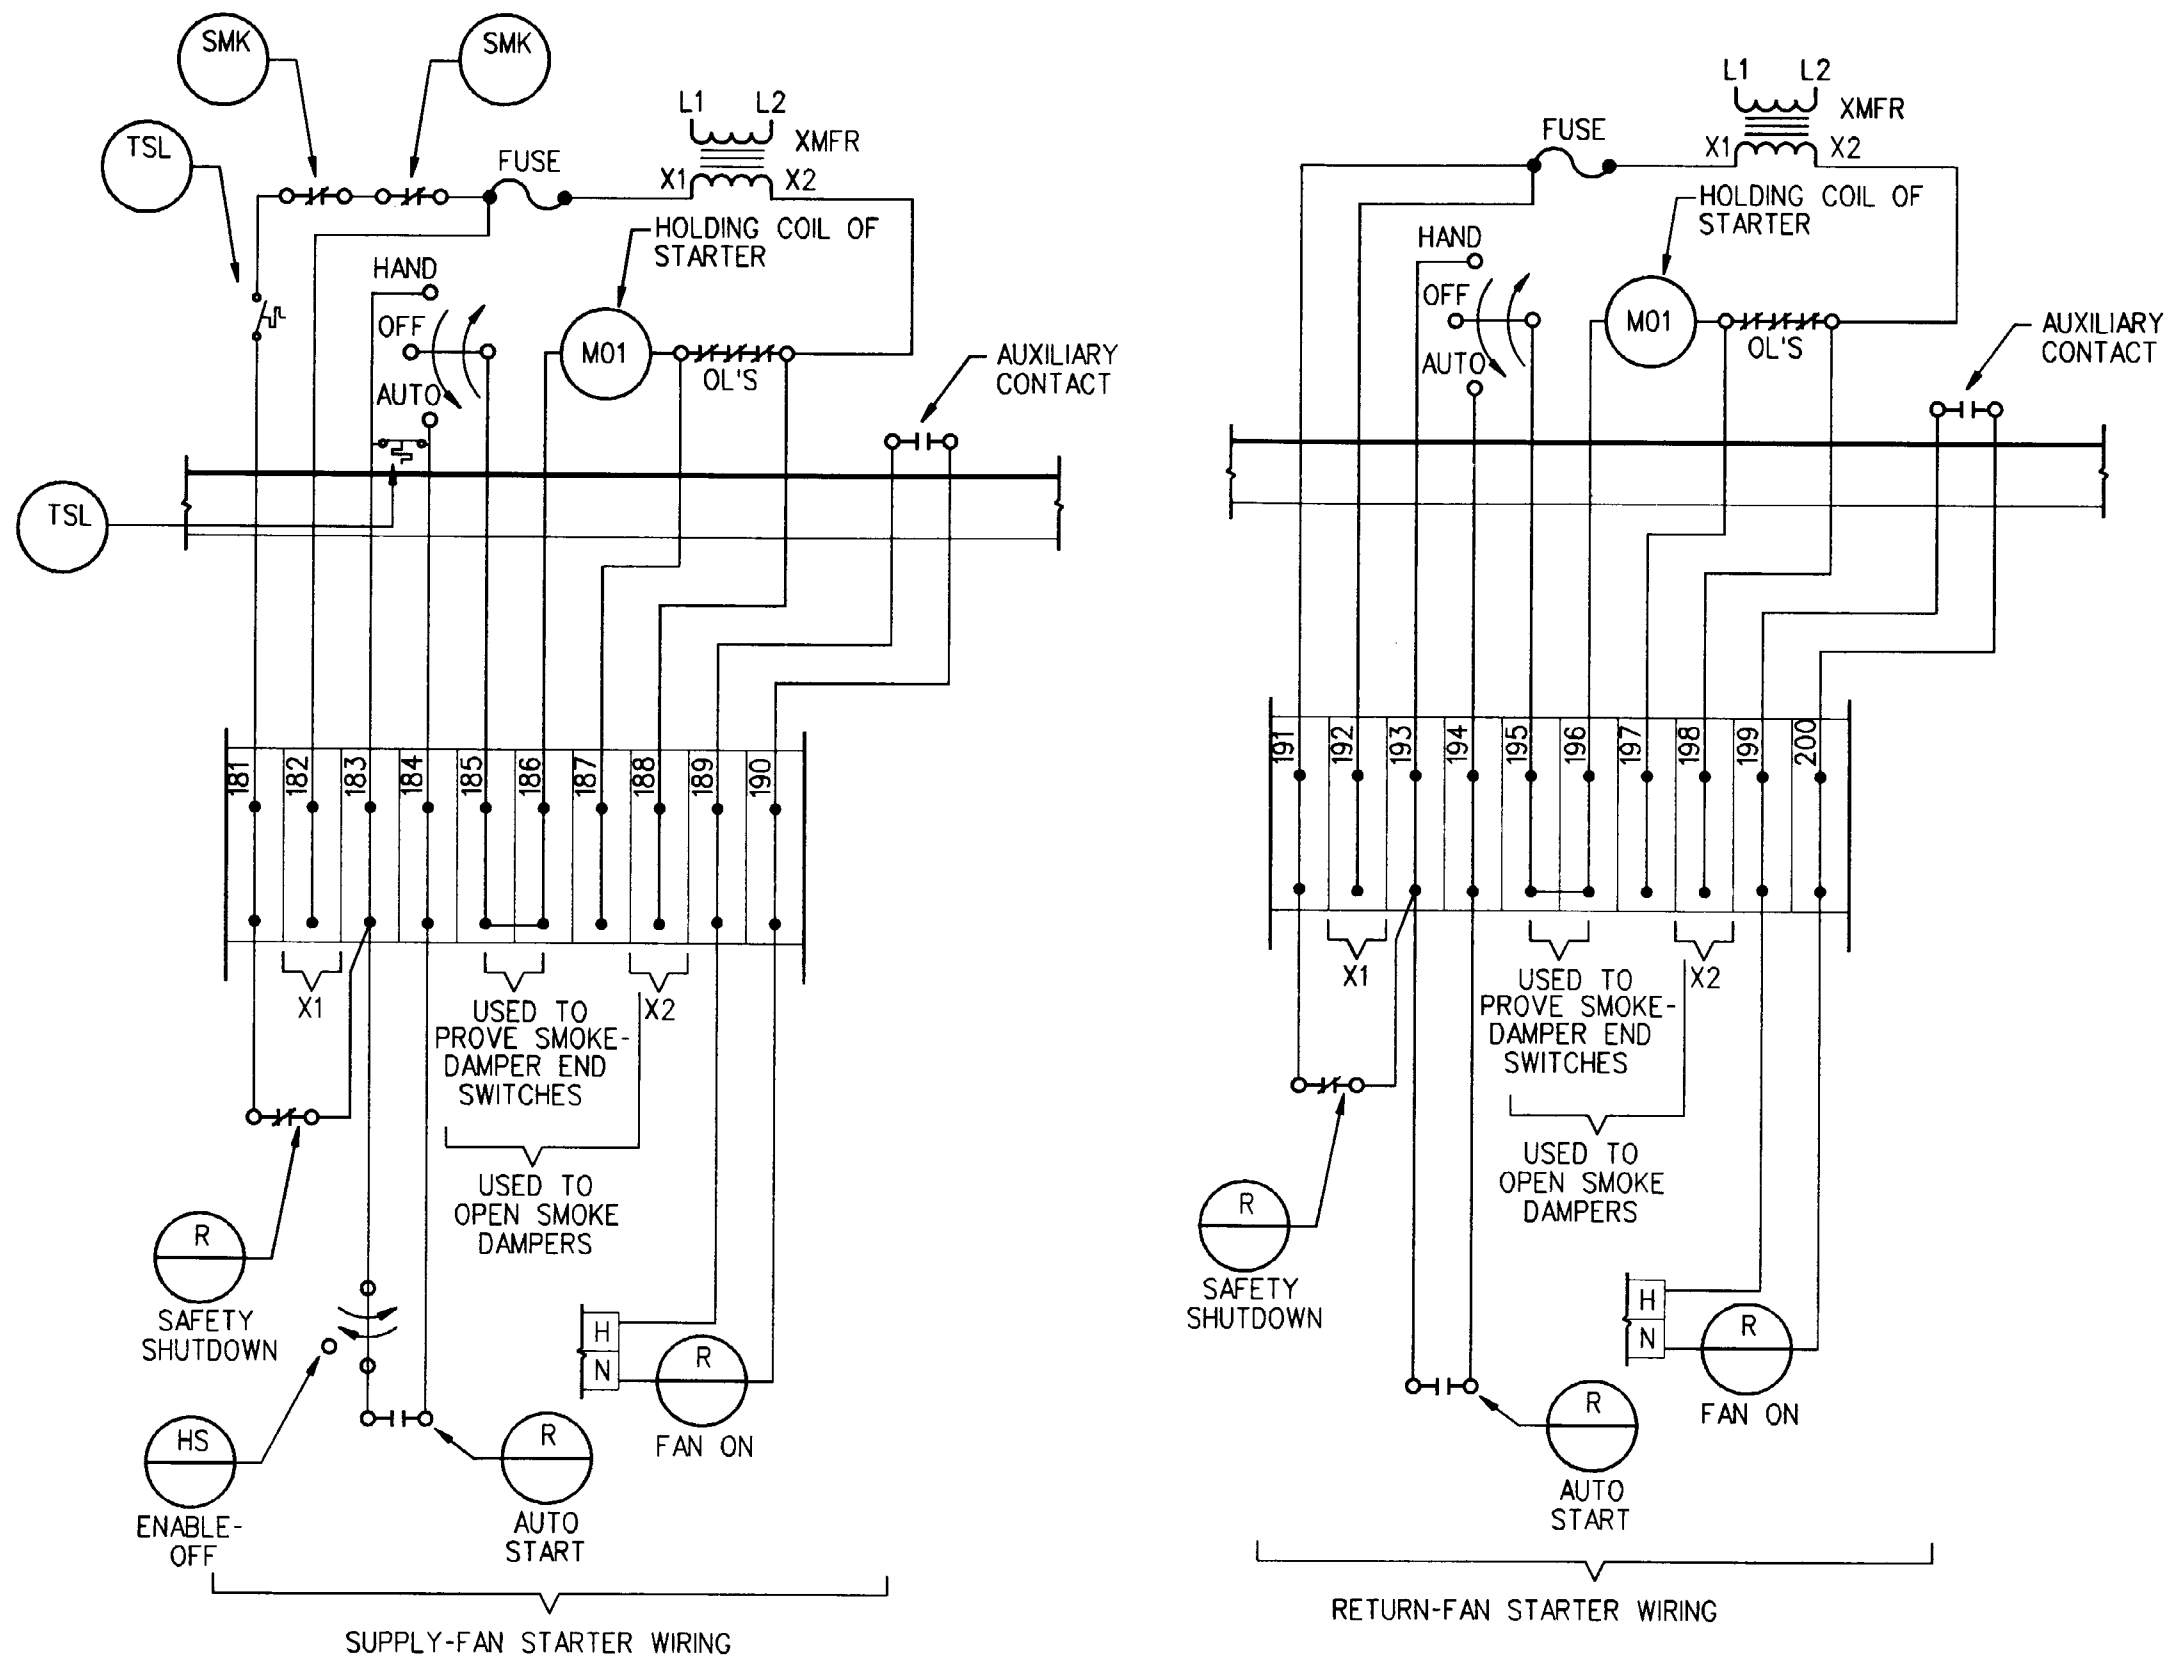 SMK
SMK
TSL
L1 L2
XMFR
FUSE
X1 X2
HOLDING COIL OF
STARTER
HAND
OFF
AUTO
M01
OL'S
AUXILIARY
CONTACT
TSL
181
182
183
184
185
186
187
188
189
190
X1
USED TO
PROVE SMOKE-
DAMPER END
SWITCHES
X2
USED TO
OPEN SMOKE
DAMPERS
R
SAFETY
SHUTDOWN
H
N
R
FAN ON
HS
ENABLE-
OFF
R
AUTO
START
SUPPLY-FAN STARTER WIRING
L1 L2
XMFR
FUSE
X1 X2
HOLDING COIL OF
STARTER
HAND
OFF
AUTO
M01
OL'S
AUXILIARY
CONTACT
191
192
193
194
195
196
197
198
199
200
X1
USED TO
PROVE SMOKE-
DAMPER END
SWITCHES
X2
USED TO
OPEN SMOKE
DAMPERS
R
SAFETY
SHUTDOWN
H
N
R
FAN ON
R
AUTO
START
RETURN-FAN STARTER WIRING